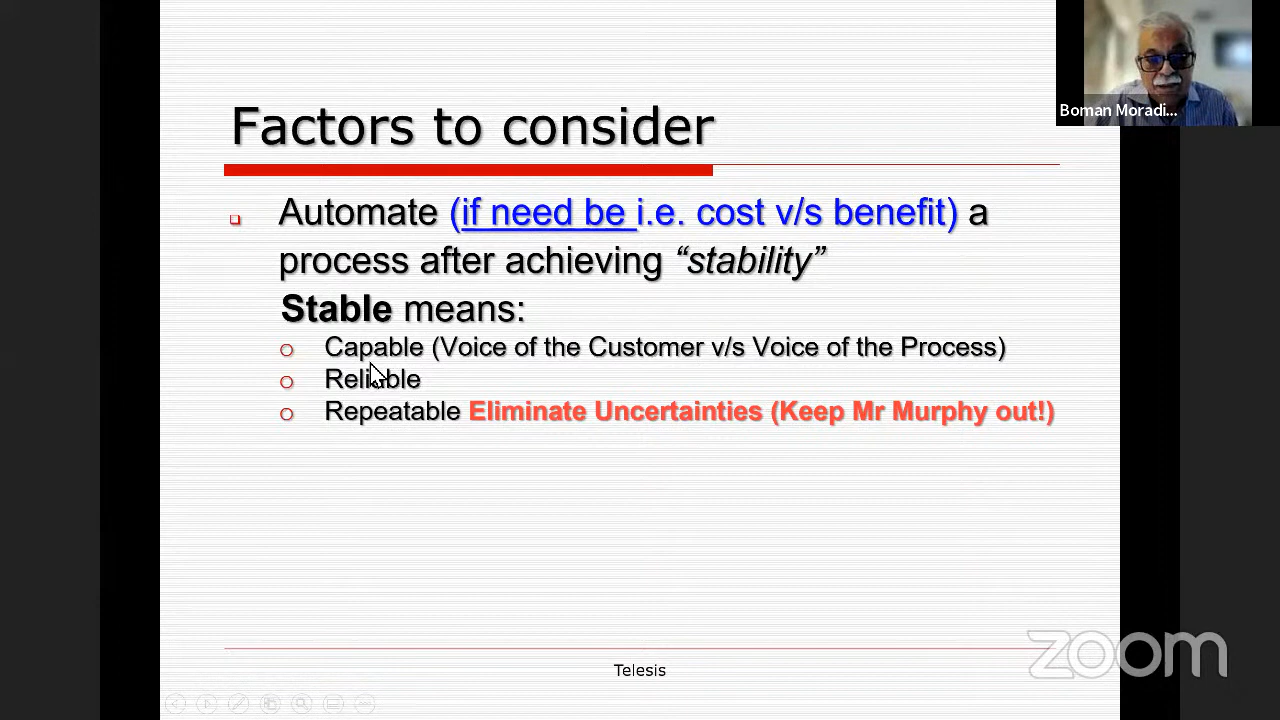 Boman Moradi...
Factors to consider
Automate (if need be i.e. cost v/s benefit) a
process after achieving “stability”
Stable means:
Capable (Voice of the Customer v/s Voice of the Process)
Reliable
Repeatable Eliminate Uncertainties (Keep Mr Murphy out!)
zoom
Telesis